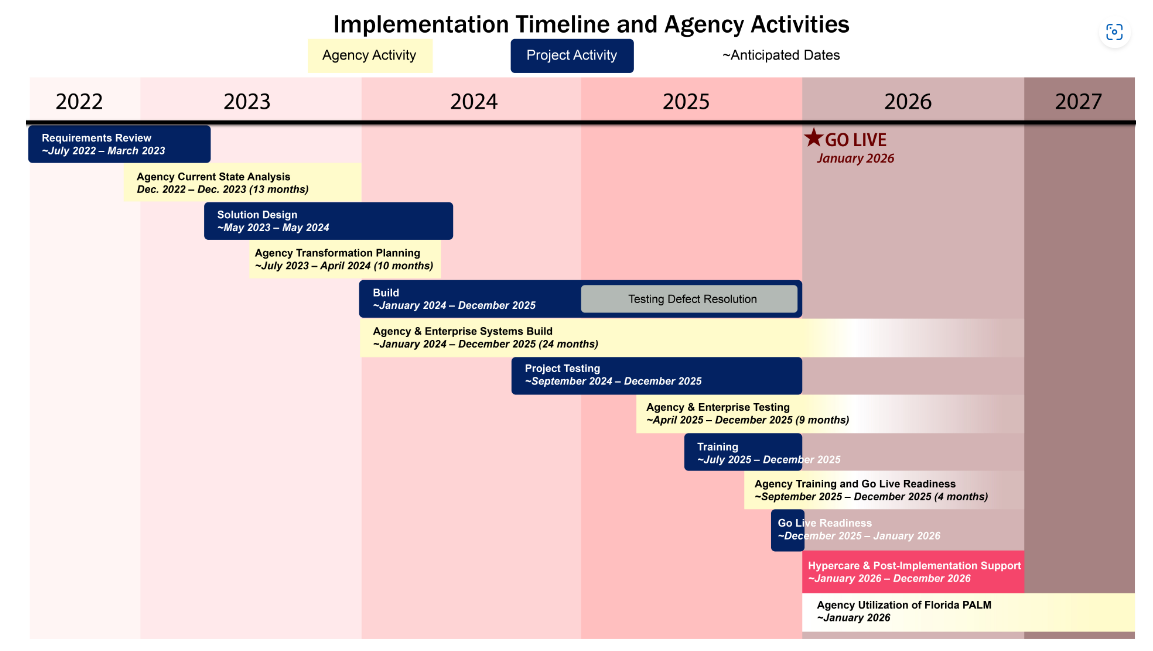 Implementation Timeline and Agency Activities
Agency Activity
Project Activity
~Anticipated Dates
2022
2023
2024
2025
2026
2027
Requirements Review
~July 2022 – March 2023
★GO LIVE
January 2026
Agency Current State Analysis
Dec. 2022 – Dec. 2023 (13 months)
Solution Design
~May 2023 – May 2024
Agency Transformation Planning
~July 2023 – April 2024 (10 months)
Build
~January 2024 – December 2025
Testing Defect Resolution
Agency & Enterprise Systems Build
~January 2024 – December 2025 (24 months)
Project Testing
~September 2024 – December 2025
Agency & Enterprise Testing
~April 2025 – December 2025 (9 months)
Training
~July 2025 – December 2025
Agency Training and Go Live Readiness
~September 2025 – December 2025 (4 months)
Go Live Readiness
~December 2025 – January 2026
Hypercare & Post-Implementation Support
~January 2026 – December 2026
Agency Utilization of Florida PALM
~January 2026